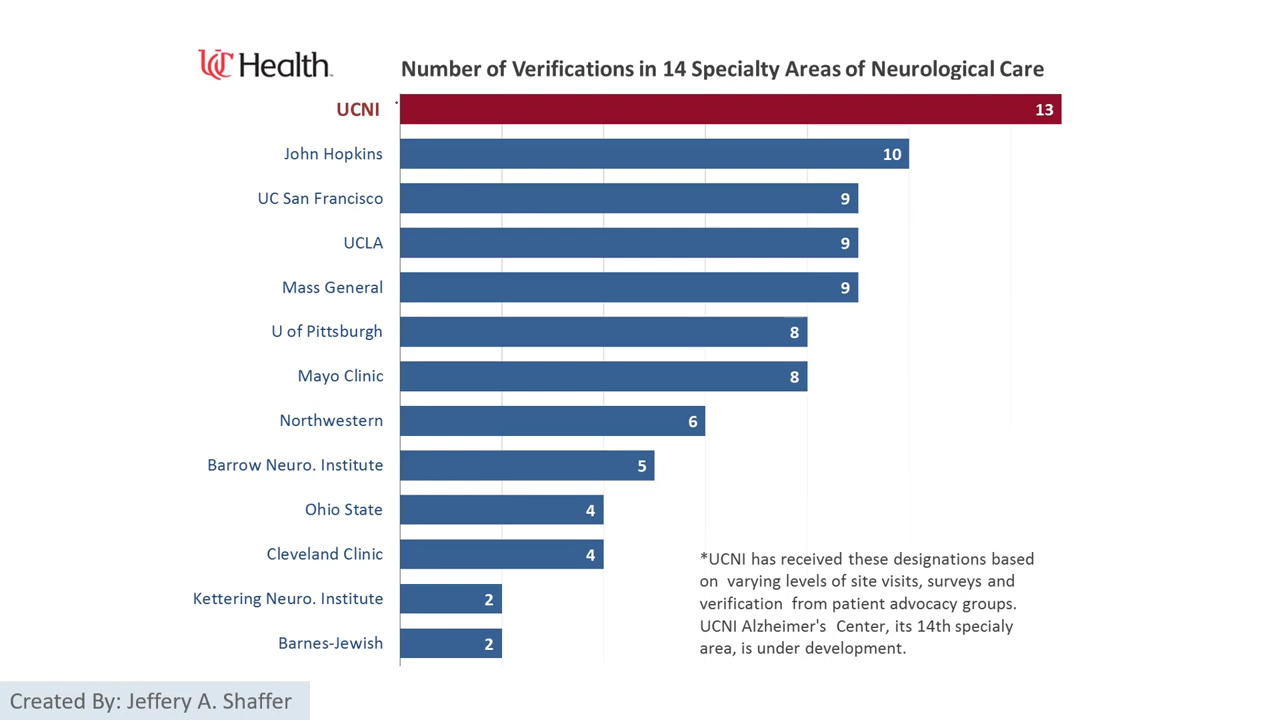 UC Health
Number of Verifications in 14 Specialty Areas of Neurological Care
UCNI 13
John Hopkins 10
UC San Francisco 9
UCLA 9
Mass General 9
U of Pittsburgh 8
Mayo Clinic 8
Northwestern 6
Barrow Neuro. Institute 5
Ohio State 4
Cleveland Clinic 4
Kettering Neuro. Institute 2
Barnes-Jewish 2
*UCNI has received these designations based
on varying levels of site visits, surveys and
verification from patient advocacy groups.
UCNI Alzheimer's Center, its 14th specialy
area, is under development.
Created By: Jeffery A. Shaffer